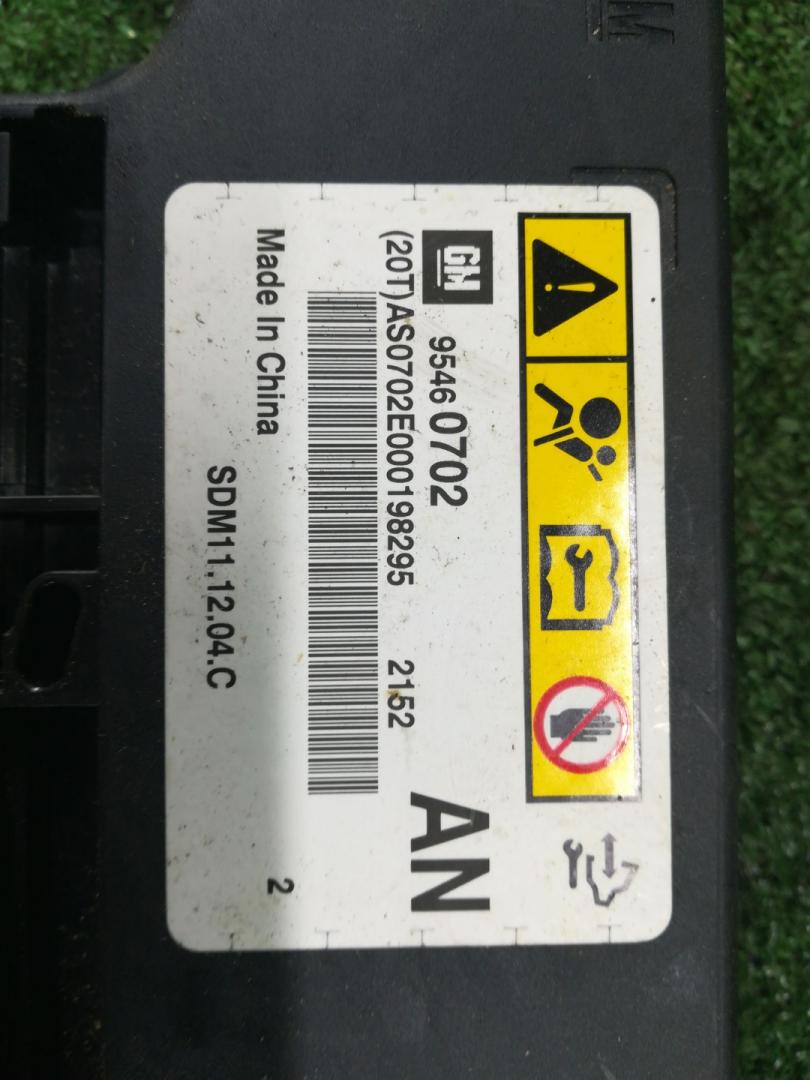 GM
9546 0702
(20T)AS0702E000198295 2152
AN
Made In China
2
SDM11.12.04.C